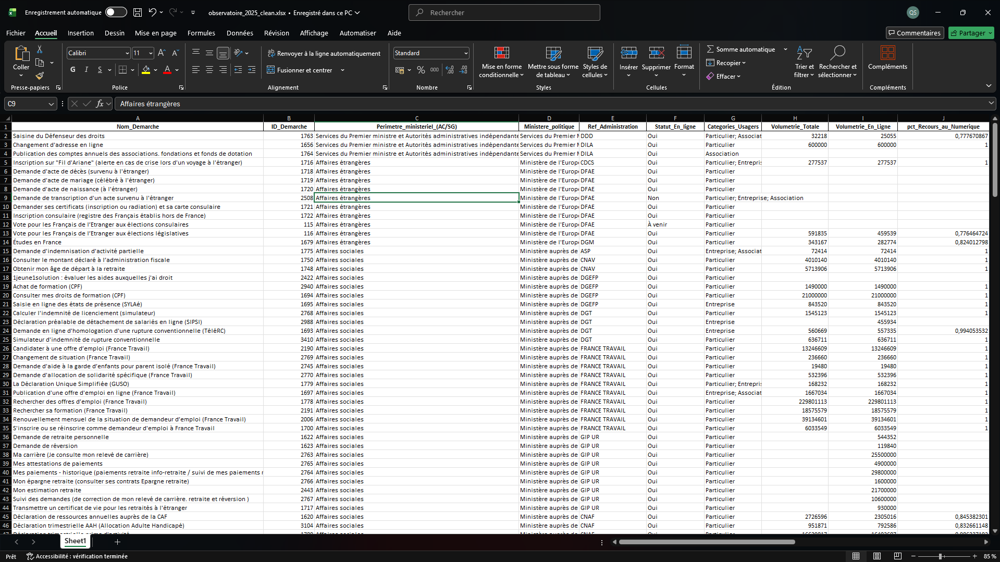 Enregistrement automatique observatoire_2025_clean.xlsx • Enregistré dans ce PC Rechercher QS
Fichier Accueil Insertion Dessin Mise en page Formules Données Révision Affichage Automatiser Aide Commentaires Partager
Coller Presse-papiers
Calibri 11 G I S Police
Renvoyer à la ligne automatiquement Fusionner et centrer Alignement
Standard % 000 Nombre
Mise en forme conditionnelle Mettre sous forme de tableau Styles de cellules Styles
Insérer Supprimer Format Cellules
Somme automatique Recopier Effacer Trier et filtrer Rechercher et sélectionner Édition
Compléments Compléments
C9 fx Affaires étrangères
A B C D E F G H I J
1 Nom_Demarche ID_Demarche Perimetre_ministeriel_(AC/SG) Ministere_politique Ref_Administration Statut_En_ligne Categories_Usagers Volumetrie_Totale Volumetrie_En_Ligne pct_Recours_au_Numerique
2 Saisine du Défenseur des droits 1763 Services du Premier ministre et Autorités administratives indépendante Services du Premier M DDD Oui Particulier; Associat 32218 25055 0,777670867
3 Changement d'adresse en ligne 1656 Services du Premier ministre et Autorités administratives indépendante Services du Premier M DILA Oui Particulier 600000 600000 1
4 Publication des comptes annuels des associations. fondations et fonds de dotation 1764 Services du Premier ministre et Autorités administratives indépendante Services du Premier M DILA Oui Association
5 Inscription sur "Fil d'Ariane" (alerte en cas de crise lors d'un voyage à l'étranger) 1716 Affaires étrangères Ministère de l'Europe CDCS Oui Particulier; Entrepris 277537 277537 1
6 Demande d'acte de décès (survenu à l'étranger) 1718 Affaires étrangères Ministère de l'Europe DFAE Oui Particulier
7 Demande d'acte de mariage (célébré à l'étranger) 1719 Affaires étrangères Ministère de l'Europe DFAE Oui Particulier
8 Demande d'acte de naissance (à l'étranger) 1720 Affaires étrangères Ministère de l'Europe DFAE Oui Particulier
9 Demande de transcription d'un acte survenu à l'étranger 2508 Affaires étrangères Ministère de l'Europe DFAE Non Particulier; Entreprise; Association
10 Demander ses certificats (inscription ou radiation) et sa carte consulaire 1721 Affaires étrangères Ministère de l'Europe DFAE Oui Particulier
11 Inscription consulaire (registre des Français établis hors de France) 1722 Affaires étrangères Ministère de l'Europe DFAE Oui Particulier
12 Vote pour les Français de l’Etranger aux élections consulaires 115 Affaires étrangères Ministère de l'Europe DFAE À venir Particulier
13 Vote pour les Français de l’Etranger aux élections législatives 116 Affaires étrangères Ministère de l'Europe DFAE Oui Particulier 591835 459539 0,776464724
14 Études en France 1679 Affaires étrangères Ministère de l'Europe DGM Oui Particulier 343167 282774 0,824012798
15 Demande d'indemnisation d'activité partielle 1775 Affaires sociales Ministère auprès de ASP Oui Entreprise; Associat 72414 72414 1
16 Consulter le montant déclaré à l’administration fiscale 1750 Affaires sociales Ministère auprès de CNAV Oui Particulier 4010140 4010140 1
17 Obtenir mon âge de départ à la retraite 1748 Affaires sociales Ministère auprès de CNAV Oui Particulier 5713906 5713906 1
18 1jeune1solution : évaluer les aides auxquelles j'ai droit 2422 Affaires sociales Ministère auprès de DGEFP Oui Particulier
19 Achat de formation (CPF) 2940 Affaires sociales Ministère auprès de DGEFP Oui Particulier 1490000 1490000 1
20 Consulter mes droits de formation (CPF) 1694 Affaires sociales Ministère auprès de DGEFP Oui Particulier 21000000 21000000 1
21 Saisie en ligne des états de présence (SYLAé) 1695 Affaires sociales Ministère auprès de DGEFP Oui Entreprise 843520 843520 1
22 Calculer l'indemnité de licenciement (simulateur) 2768 Affaires sociales Ministère auprès de DGT Oui Particulier 1545123 1545123 1
23 Déclaration préalable de détachement de salariés en ligne (SIPSI) 2988 Affaires sociales Ministère auprès de DGT Oui Entreprise 455934
24 Demande en ligne d'homologation d'une rupture conventionnelle (TéléRC) 1693 Affaires sociales Ministère auprès de DGT Oui Entreprise 560669 557335 0,994053532
25 Simulateur d'indemnité de rupture conventionnelle 3410 Affaires sociales Ministère auprès de DGT Oui Particulier 636711 636711 1
26 Candidater à une offre d’emploi (France Travail) 2190 Affaires sociales Ministère auprès de FRANCE TRAVAIL Oui Particulier 13246609 13246609 1
27 Changement de situation (France Travail) 2769 Affaires sociales Ministère auprès de FRANCE TRAVAIL Oui Particulier 236660 236660 1
28 Demande d'aide à la garde d’enfants pour parent isolé (France Travail) 2745 Affaires sociales Ministère auprès de FRANCE TRAVAIL Oui Particulier 19480 19480 1
29 Demande d'allocation de solidarité spécifique (France Travail) 2770 Affaires sociales Ministère auprès de FRANCE TRAVAIL Oui Particulier 532396 532396 1
30 La Déclaration Unique Simplifiée (GUSO) 1779 Affaires sociales Ministère auprès de FRANCE TRAVAIL Oui Particulier; Entrepris 168232 168232 1
31 Publication d'une offre d'emploi en ligne (France Travail) 1697 Affaires sociales Ministère auprès de FRANCE TRAVAIL Oui Entreprise; Associat 1667034 1667034 1
32 Rechercher des offres d’emploi (France Travail) 1778 Affaires sociales Ministère auprès de FRANCE TRAVAIL Oui Particulier 229801113 229801113 1
33 Rechercher sa formation (France Travail) 2191 Affaires sociales Ministère auprès de FRANCE TRAVAIL Oui Particulier 18575579 18575579 1
34 Renouvellement mensuel de la situation de demandeur d’emploi (France Travail) 2006 Affaires sociales Ministère auprès de FRANCE TRAVAIL Oui Particulier 39134601 39134601 1
35 S'inscrire ou se réinscrire comme demandeur d'emploi à France Travail 1700 Affaires sociales Ministère auprès de FRANCE TRAVAIL Oui Particulier 6033549 6033549 1
36 Demande de retraite personnelle 1622 Affaires sociales Ministère auprès de GIP UR Oui Particulier 544352
37 Demande de réversion 1623 Affaires sociales Ministère auprès de GIP UR Oui Particulier 119840
38 Ma carrière (Je consulte mon relevé de carrière) 2763 Affaires sociales Ministère auprès de GIP UR Oui Particulier 25500000
39 Mes attestations de paiements 2765 Affaires sociales Ministère auprès de GIP UR Oui Particulier 4900000
40 Mes paiements - historique (paiements retraite info-retraite / suivi de mes paiements r 2764 Affaires sociales Ministère auprès de GIP UR Oui Particulier 29800000
41 Mon épargne retraite (consulter ses contrats Epargne retraite) 2766 Affaires sociales Ministère auprès de GIP UR Oui Particulier 1600000
42 Mon estimation retraite 2443 Affaires sociales Ministère auprès de GIP UR Oui Particulier 21700000
43 Suivi des demandes (de correction de mon relevé de carrière. retraite et réversion ) 2767 Affaires sociales Ministère auprès de GIP UR Oui Particulier 10600000
44 Transmettre un certificat de vie pour les retraités à l'étranger 1717 Affaires sociales Ministère auprès de GIP UR Oui Particulier 930000
45 Déclaration de ressources annuelles auprès de la CAF 1620 Affaires sociales Ministère auprès de CNAF Oui Particulier 2726596 2305016 0,845382301
46 Déclaration trimestrielle AAH (Allocation Adulte Handicapé) 3104 Affaires sociales Ministère auprès de CNAF Oui Particulier 951871 792586 0,832661148
Sheet1
Prêt Accessibilité : vérification terminée 85 %